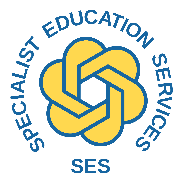 SPECIALIST EDUCATION SERVICES
SES